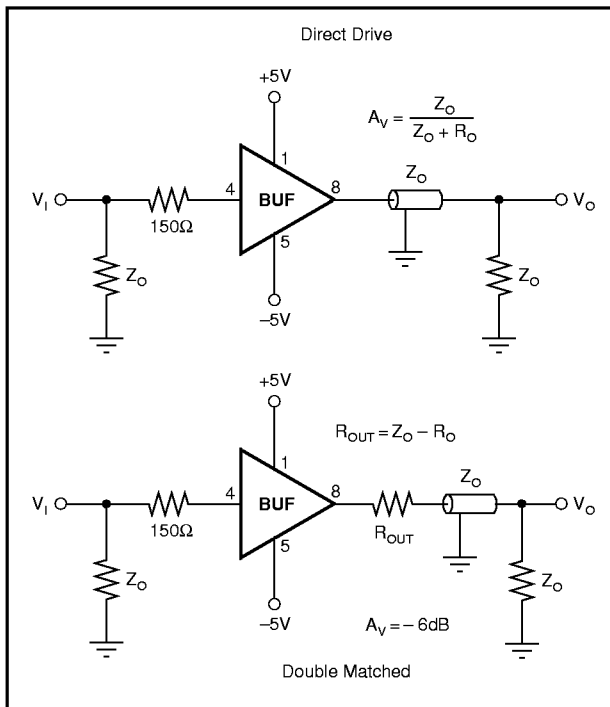 Direct Drive
+5V
A_V = Z_O / (Z_O + R_O)
1
Z_O
V_I
4
BUF
8
V_O
150Ω
5
Z_O
Z_O
–5V
+5V
R_OUT = Z_O – R_O
1
Z_O
V_I
4
BUF
8
V_O
150Ω
R_OUT
5
Z_O
Z_O
–5V
A_V = – 6dB
Double Matched